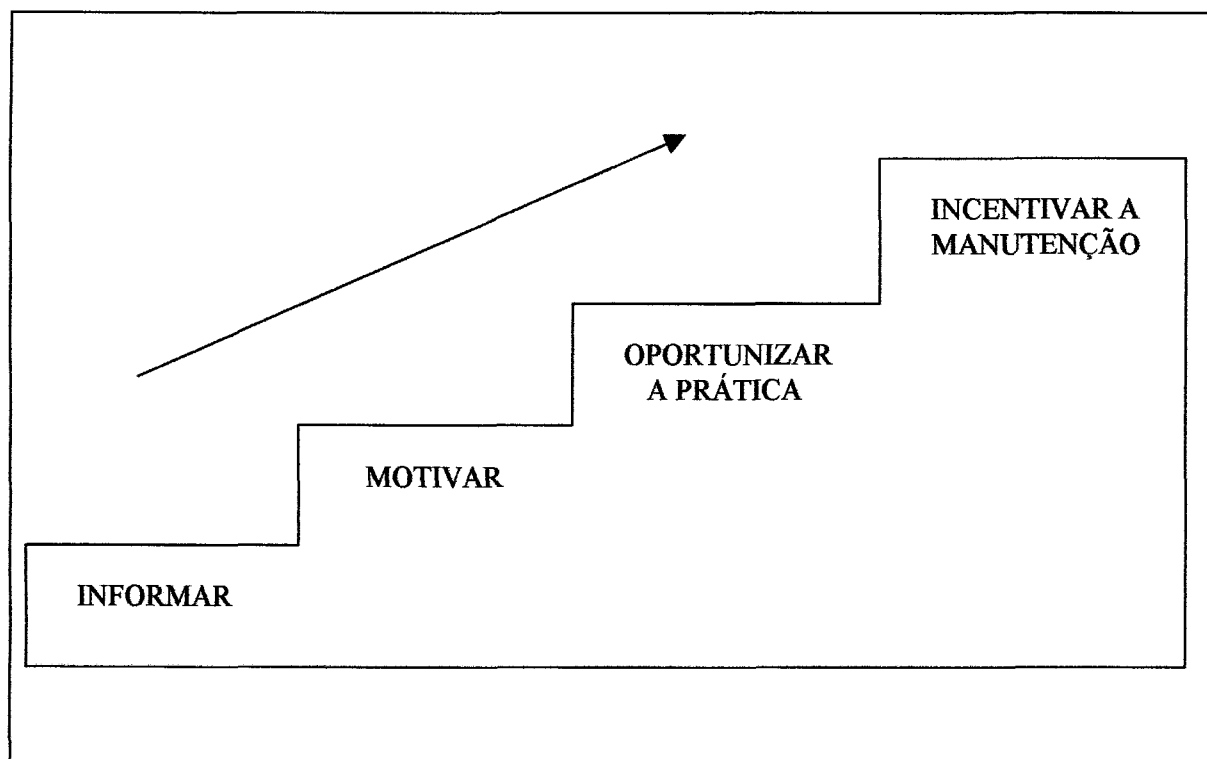 INCENTIVAR A
MANUTENÇÃO
OPORTUNIZAR
A PRÁTICA
MOTIVAR
INFORMAR